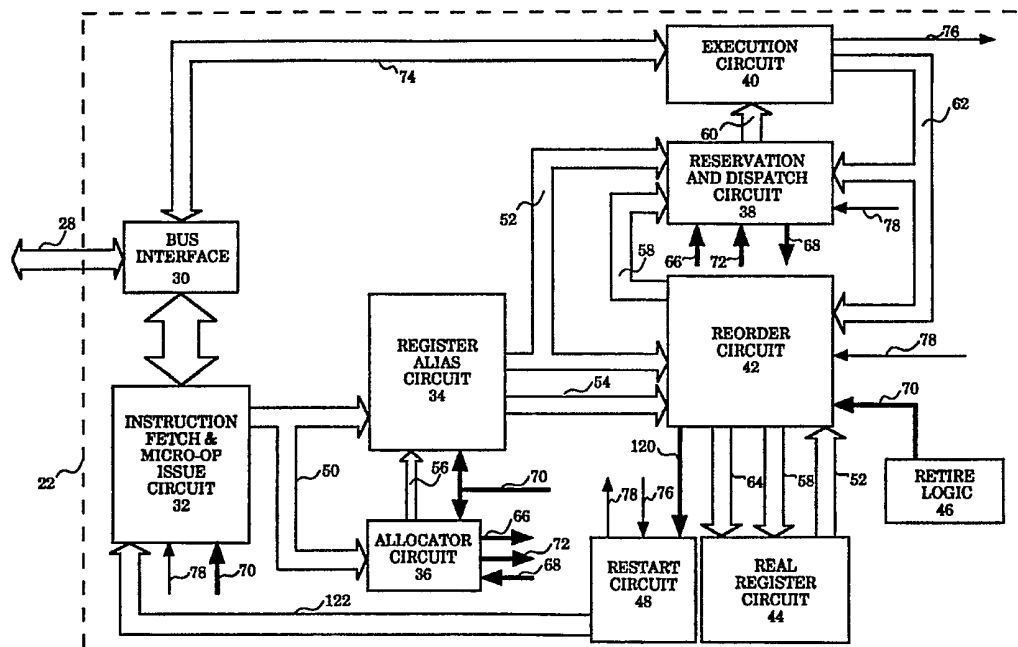 76
EXECUTION
CIRCUIT
40
74
62
60
RESERVATION
AND DISPATCH
CIRCUIT
38
52
78
28
BUS
INTERFACE
30
58
66
72
68
REGISTER
ALIAS
CIRCUIT
34
REORDER
CIRCUIT
42
78
54
70
INSTRUCTION
FETCH &
MICRO-OP
ISSUE
CIRCUIT
32
22
50
56
70
120
64
58
52
RETIRE
LOGIC
46
78
76
66
ALLOCATOR
CIRCUIT
36
72
68
RESTART
CIRCUIT
48
REAL
REGISTER
CIRCUIT
44
78
70
122